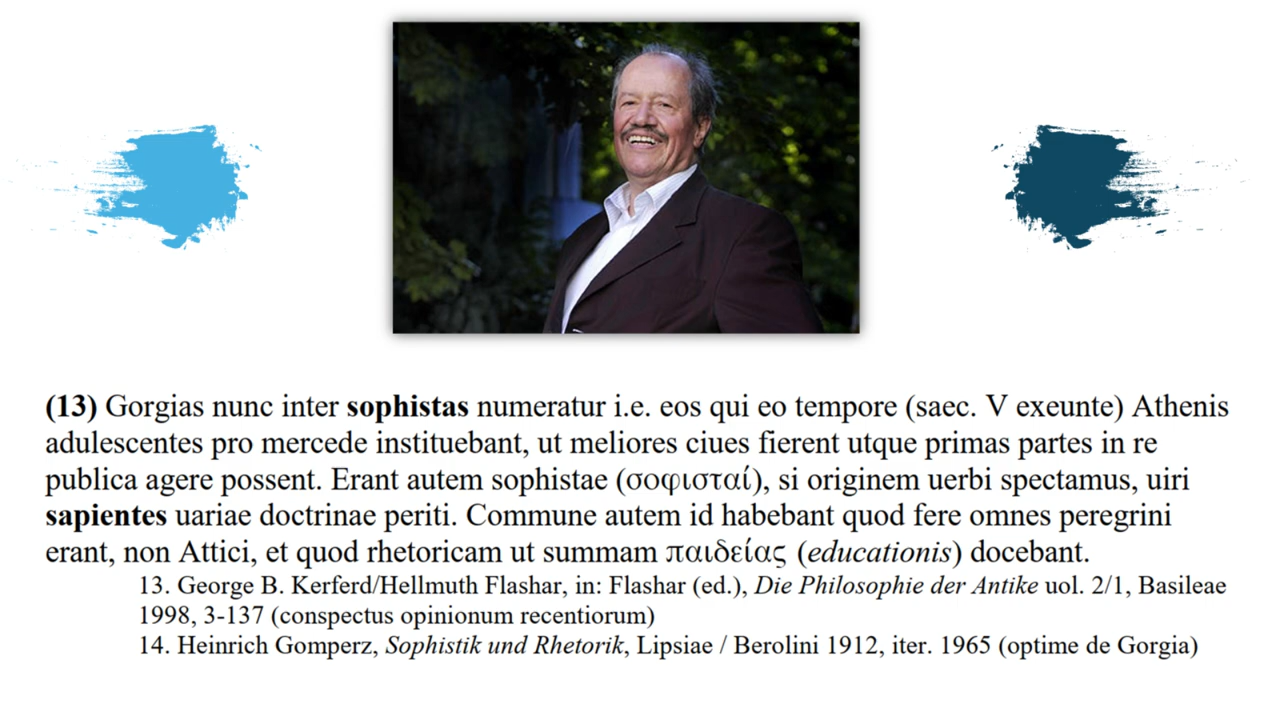 (13) Gorgias nunc inter sophistas numeratur i.e. eos qui eo tempore (saec. V exeunte) Athenis
adulescentes pro mercede instituebant, ut meliores ciues fierent utque primas partes in re
publica agere possent. Erant autem sophistae (σοφισταί), si originem uerbi spectamus, uiri
sapientes uariae doctrinae periti. Commune autem id habebant quod fere omnes peregrini
erant, non Attici, et quod rhetoricam ut summam παιδείας (educationis) docebant.
13. George B. Kerferd/Hellmuth Flashar, in: Flashar (ed.), Die Philosophie der Antike uol. 2/1, Basileae
1998, 3-137 (conspectus opinionum recentiorum)
14. Heinrich Gomperz, Sophistik und Rhetorik, Lipsiae / Berolini 1912, iter. 1965 (optime de Gorgia)